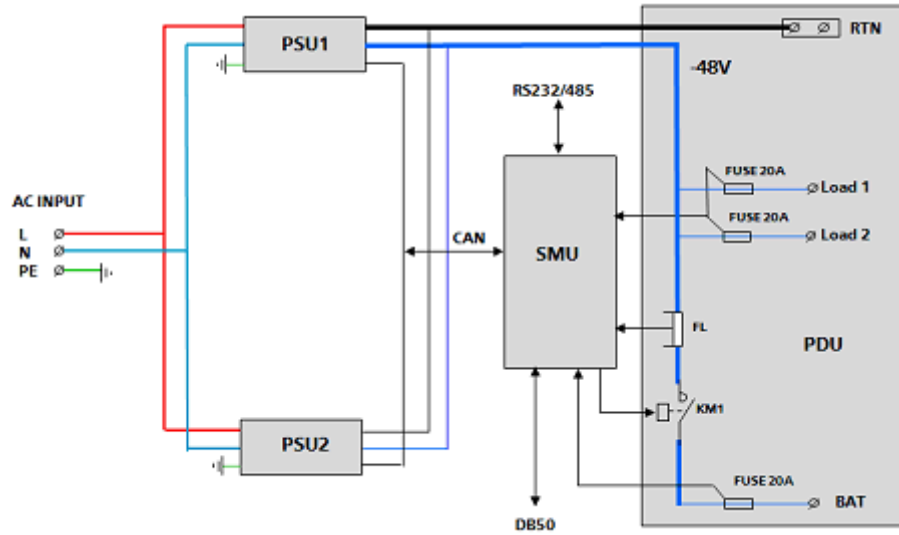 PSU1
RTN
-48V
RS232/485
FUSE 20A
Load 1
AC INPUT
FUSE 20A
L
Load 2
CAN
N
SMU
PE
FL
PDU
KM1
PSU2
FUSE 20A
BAT
DB50